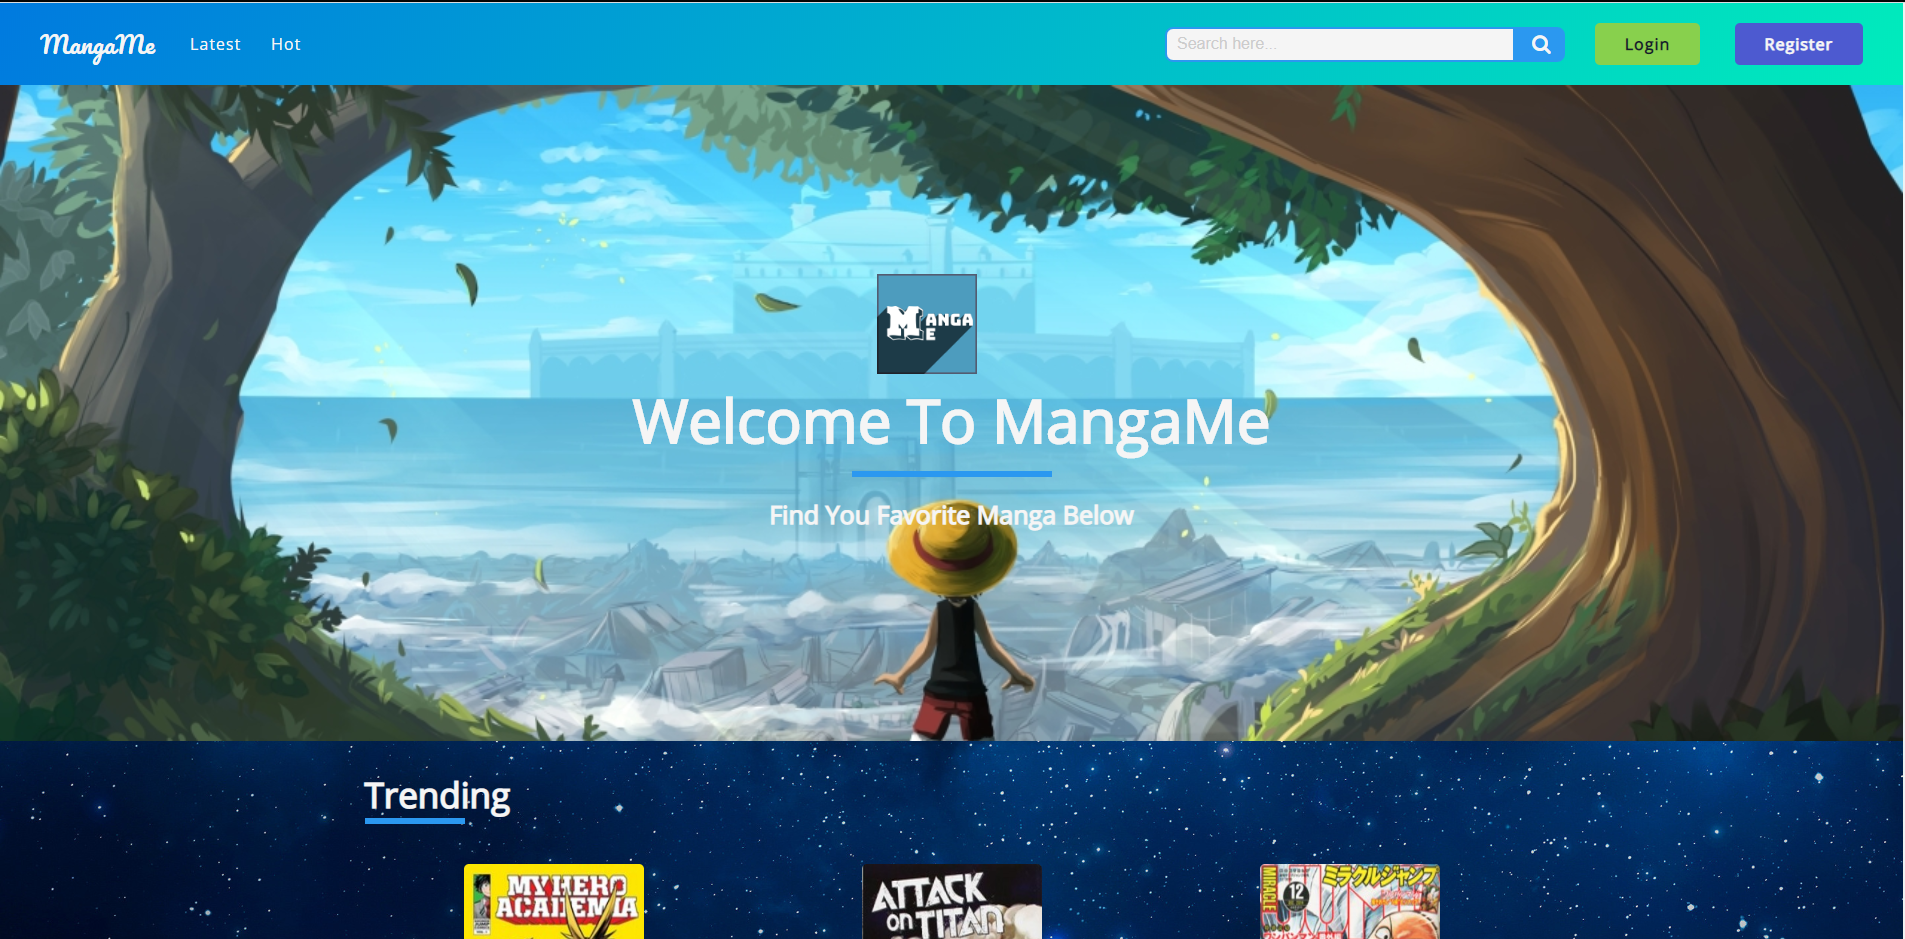 MangaMe
Latest
Hot
Search here...
Login
Register
MANGA
ME
Welcome To MangaMe
Find You Favorite Manga Below
Trending
MY HERO
ACADEMIA
ATTACK
ON TITAN
MIRACLE
12
ミラクルジャンプ